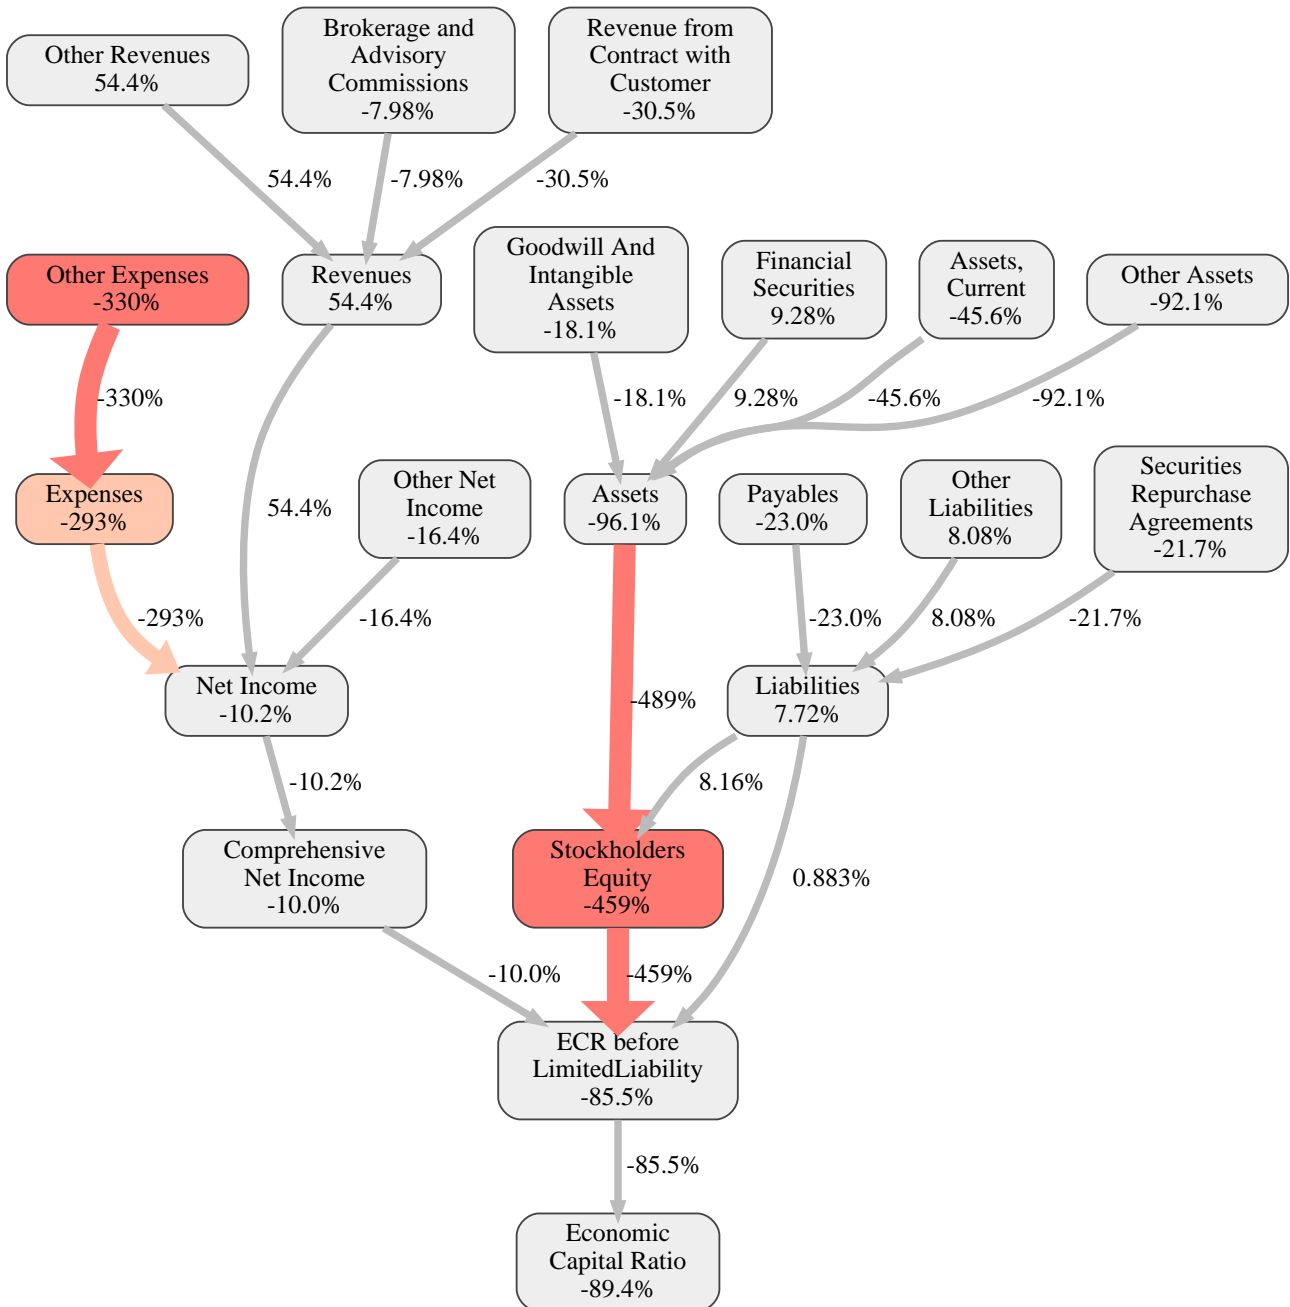 Other Revenues
54.4%
Brokerage and
Advisory
Commissions
-7.98%
Revenue from
Contract with
Customer
-30.5%
54.4%
-7.98%
-30.5%
Other Expenses
-330%
Revenues
54.4%
Goodwill And
Intangible
Assets
-18.1%
Financial
Securities
9.28%
Assets,
Current
-45.6%
Other Assets
-92.1%
-330%
-18.1%
9.28%
-45.6%
-92.1%
Expenses
-293%
54.4%
Other Net
Income
-16.4%
Assets
-96.1%
Payables
-23.0%
Other
Liabilities
8.08%
Securities
Repurchase
Agreements
-21.7%
-293%
-16.4%
-23.0%
8.08%
-21.7%
Net Income
-10.2%
-489%
Liabilities
7.72%
-10.2%
8.16%
Comprehensive
Net Income
-10.0%
Stockholders
Equity
-459%
0.883%
-10.0%
-459%
ECR before
LimitedLiability
-85.5%
-85.5%
Economic
Capital Ratio
-89.4%